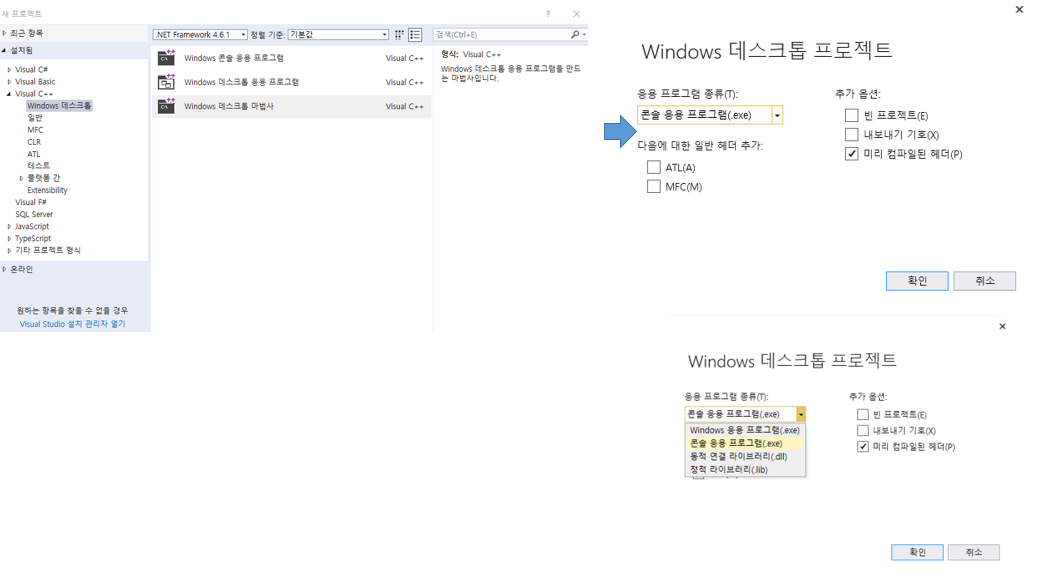 새 프로젝트
? ×
최근 항목
설치됨
Visual C#
Visual Basic
Visual C++
Windows 데스크톱
일반
MFC
CLR
ATL
테스트
플랫폼 간
Extensibility
Visual F#
SQL Server
JavaScript
TypeScript
기타 프로젝트 형식
온라인
원하는 항목을 찾을 수 없을 경우
Visual Studio 설치 관리자 열기
.NET Framework 4.6.1 정렬 기준: 기본값
Windows 콘솔 응용 프로그램 Visual C++
Windows 데스크톱 응용 프로그램 Visual C++
Windows 데스크톱 마법사 Visual C++
검색(Ctrl+E)
형식: Visual C++
Windows 데스크톱 응용 프로그램을 만드
는 마법사입니다.
Windows 데스크톱 프로젝트
응용 프로그램 종류(T):
콘솔 응용 프로그램(.exe)
다음에 대한 일반 헤더 추가:
ATL(A)
MFC(M)
추가 옵션:
빈 프로젝트(E)
내보내기 기호(X)
미리 컴파일된 헤더(P)
확인 취소
Windows 데스크톱 프로젝트
응용 프로그램 종류(T):
콘솔 응용 프로그램(.exe)
Windows 응용 프로그램(.exe)
콘솔 응용 프로그램(.exe)
동적 연결 라이브러리(.dll)
정적 라이브러리(.lib)
추가 옵션:
빈 프로젝트(E)
내보내기 기호(X)
미리 컴파일된 헤더(P)
확인 취소